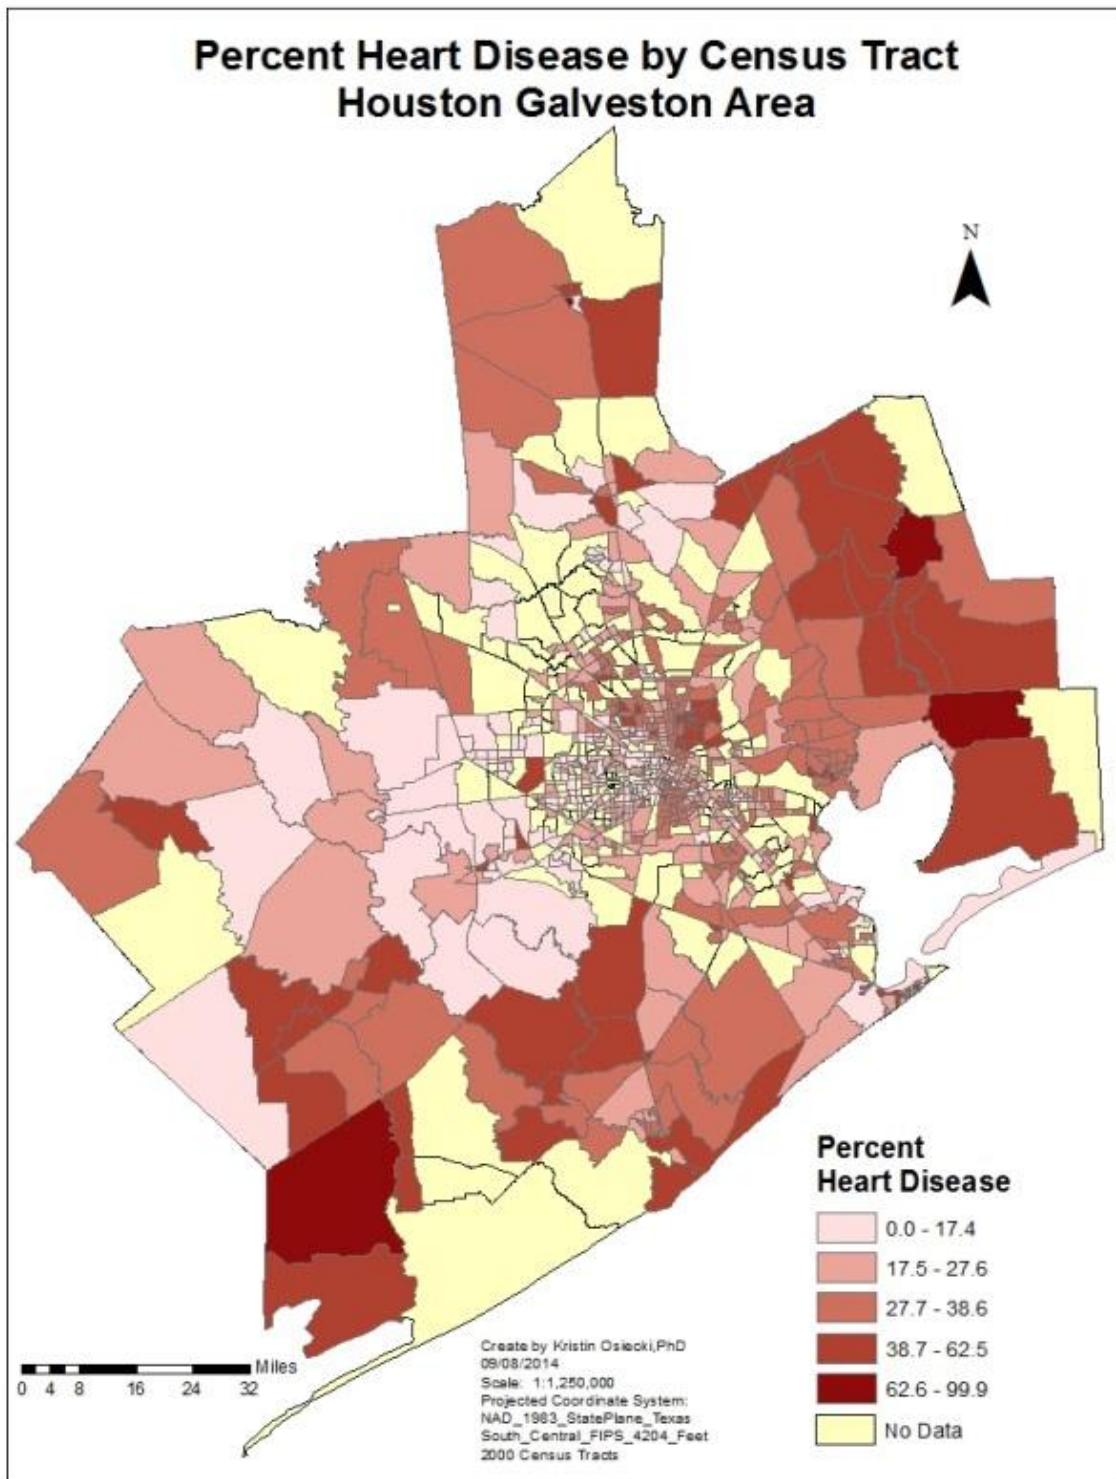 Percent Heart Disease by Census Tract
Houston Galveston Area
N
Percent
Heart Disease
0.0 - 17.4
17.5 - 27.6
27.7 - 38.6
38.7 - 62.5
62.6 - 99.9
No Data
Miles
0 4 8 16 24 32
Create by Kristin Osiecki,PhD
09/08/2014
Scale: 1:1,250,000
Projected Coordinate System:
NAD_1983_StatePlane_Texas
South_Central_FIPS_4204_Feet
2000 Census Tracts